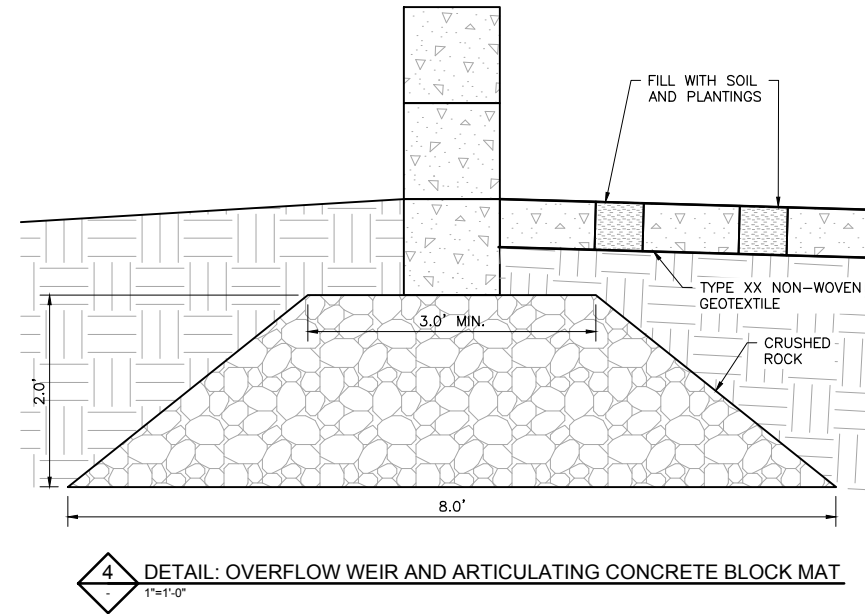 FILL WITH SOIL
AND PLANTINGS
TYPE XX NON-WOVEN
GEOTEXTILE
3.0' MIN.
CRUSHED
ROCK
2.0'
8.0'
4
-
DETAIL: OVERFLOW WEIR AND ARTICULATING CONCRETE BLOCK MAT
1"=1'-0"